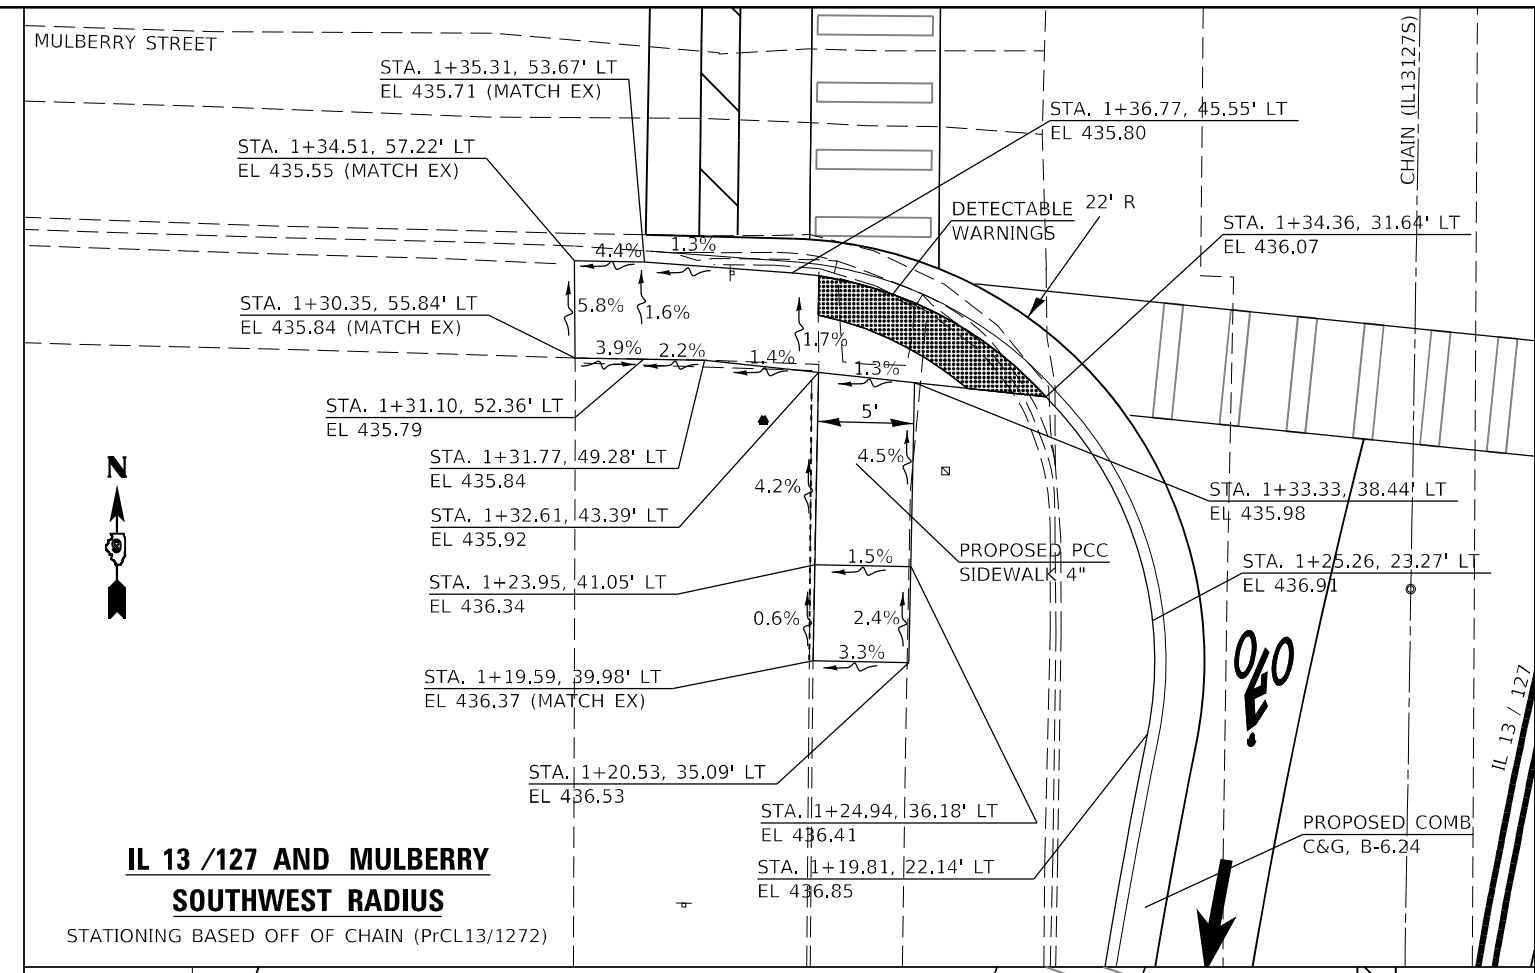 MULBERRY STREET
STA. 1+35.31, 53.67' LT
EL 435.71 (MATCH EX)
STA. 1+36.77, 45.55' LT
EL 435.80
CHAIN (IL13127S)
STA. 1+34.51, 57.22' LT
EL 435.55 (MATCH EX)
DETECTABLE
WARNINGS
22' R
STA. 1+34.36, 31.64' LT
EL 436.07
4.4%
1.3%
STA. 1+30.35, 55.84' LT
EL 435.84 (MATCH EX)
5.8%
1.6%
1.7%
3.9%
2.2%
1.4%
1.3%
STA. 1+31.10, 52.36' LT
EL 435.79
5'
STA. 1+31.77, 49.28' LT
EL 435.84
4.5%
4.2%
N
STA. 1+33.33, 38.44' LT
EL 435.98
STA. 1+32.61, 43.39' LT
EL 435.92
PROPOSED PCC
SIDEWALK 4"
1.5%
STA. 1+25.26, 23.27' LT
EL 436.91
STA. 1+23.95, 41.05' LT
EL 436.34
0.6%
2.4%
3.3%
STA. 1+19.59, 39.98' LT
EL 436.37 (MATCH EX)
IL 13 / 127
STA. 1+20.53, 35.09' LT
EL 436.53
STA. 1+24.94, 36.18' LT
EL 436.41
PROPOSED COMB
C&G, B-6.24
STA. 1+19.81, 22.14' LT
EL 436.85
IL 13 /127 AND MULBERRY
SOUTHWEST RADIUS
STATIONING BASED OFF OF CHAIN (PrCL13/1272)